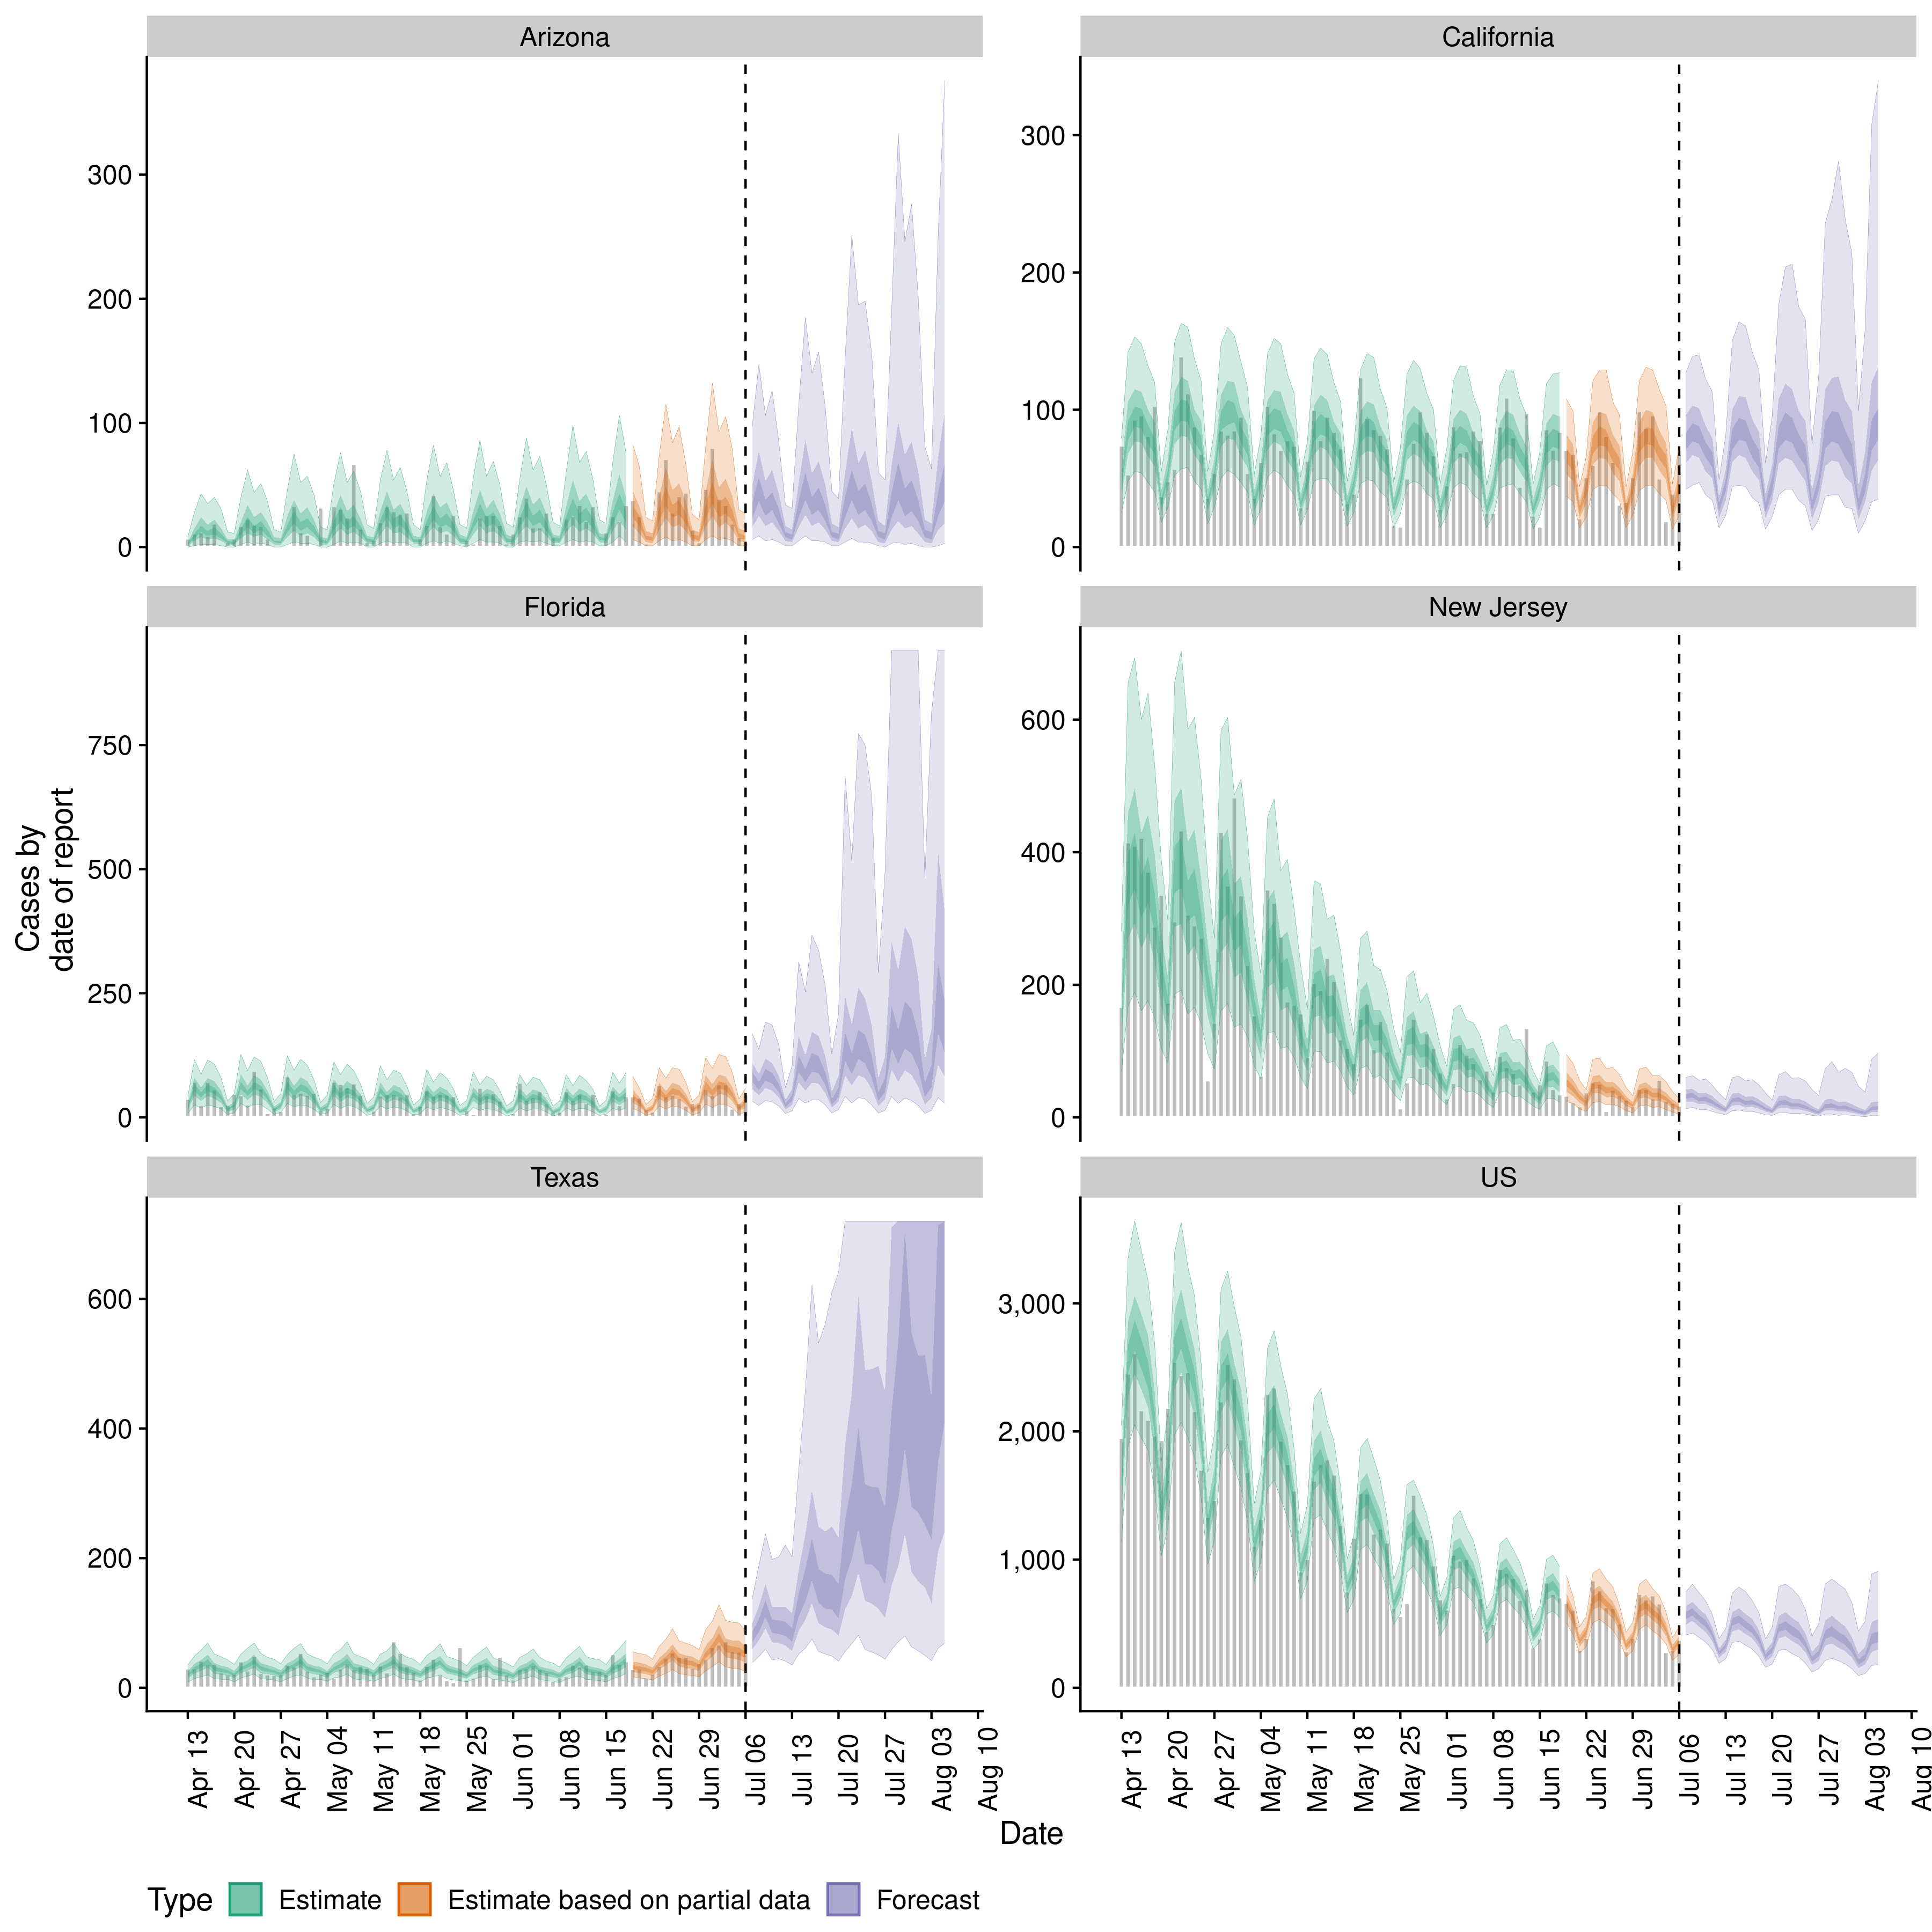 Arizona
California
300
200
100
0
300
200
100
0
Florida
New Jersey
Cases by
date of report
750
500
250
0
600
400
200
0
Texas
US
600
400
200
0
3,000
2,000
1,000
0
Apr 13
Apr 20
Apr 27
May 04
May 11
May 18
May 25
Jun 01
Jun 08
Jun 15
Jun 22
Jun 29
Jul 06
Jul 13
Jul 20
Jul 27
Aug 03
Aug 10
Apr 13
Apr 20
Apr 27
May 04
May 11
May 18
May 25
Jun 01
Jun 08
Jun 15
Jun 22
Jun 29
Jul 06
Jul 13
Jul 20
Jul 27
Aug 03
Aug 10
Date
Type Estimate Estimate based on partial data Forecast